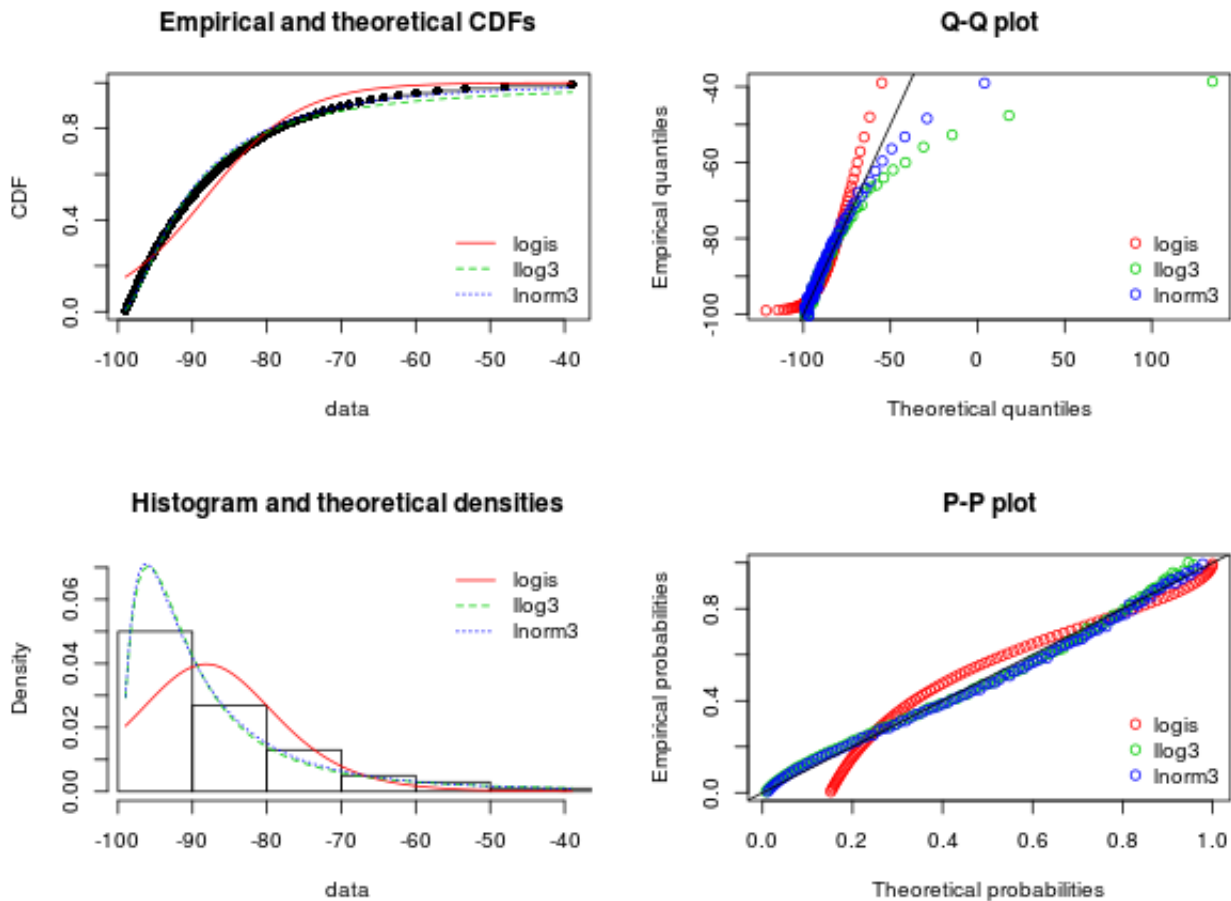 Empirical and theoretical CDFs
CDF
0.0 0.4 0.8
logis
llog3
lnorm3
-100 -90 -80 -70 -60 -50 -40
data
Q-Q plot
Empirical quantiles
-100 -80 -60 -40
logis
llog3
lnorm3
-100 -50 0 50 100
Theoretical quantiles
Histogram and theoretical densities
Density
0.00 0.02 0.04 0.06
logis
llog3
lnorm3
-100 -90 -80 -70 -60 -50 -40
data
P-P plot
Empirical probabilities
0.0 0.4 0.8
logis
llog3
lnorm3
0.0 0.2 0.4 0.6 0.8 1.0
Theoretical probabilities